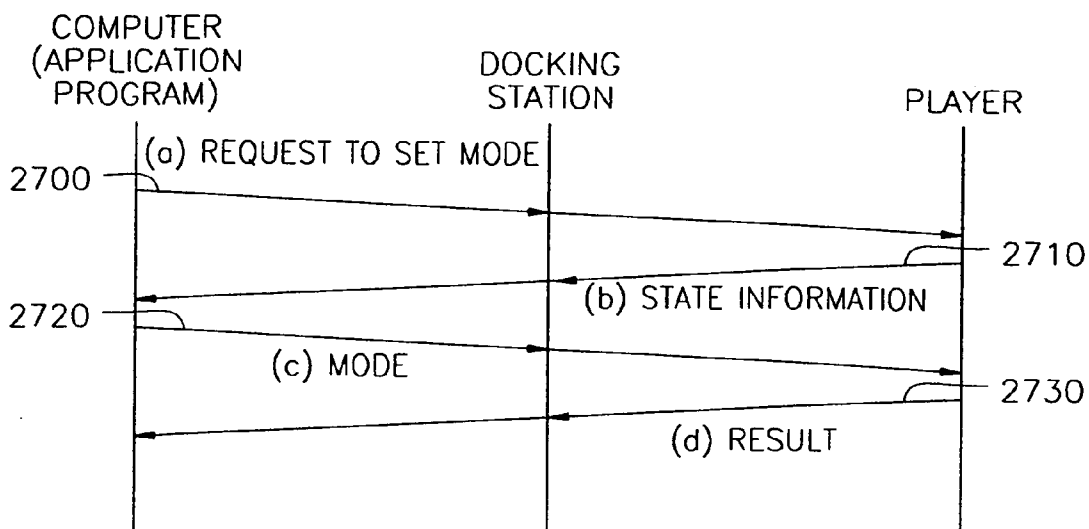 COMPUTER
(APPLICATION
PROGRAM)
DOCKING
STATION
PLAYER
(a) REQUEST TO SET MODE
2700
2710
(b) STATE INFORMATION
2720
(c) MODE
2730
(d) RESULT